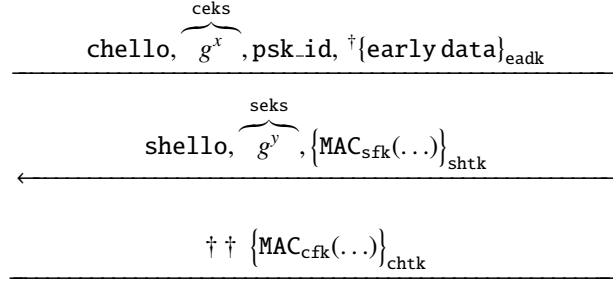 ceks
chello, g^x, psk_id, †{early data}_eadk
seks
shello, g^y, {MAC_sfk(...)}_shtk
† † {MAC_cfk(...)}_chtk